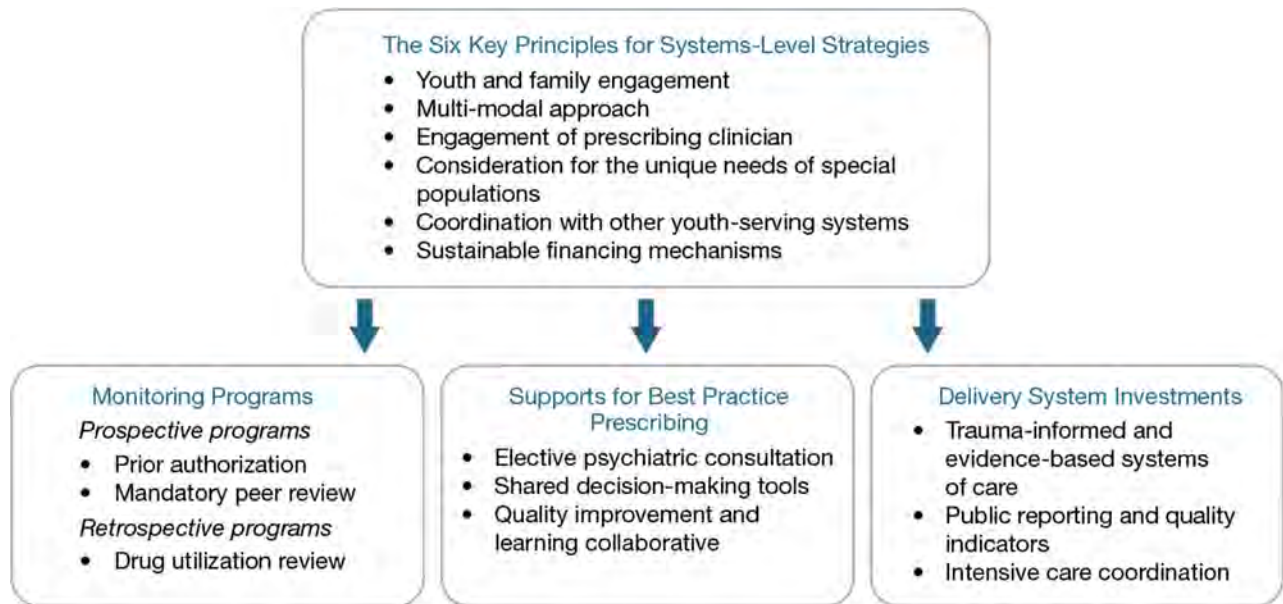 The Six Key Principles for Systems-Level Strategies
• Youth and family engagement
• Multi-modal approach
• Engagement of prescribing clinician
• Consideration for the unique needs of special
populations
• Coordination with other youth-serving systems
• Sustainable financing mechanisms
Monitoring Programs
Prospective programs
• Prior authorization
• Mandatory peer review
Retrospective programs
• Drug utilization review
Supports for Best Practice
Prescribing
• Elective psychiatric consultation
• Shared decision-making tools
• Quality improvement and
learning collaborative
Delivery System Investments
• Trauma-informed and
evidence-based systems
of care
• Public reporting and quality
indicators
• Intensive care coordination